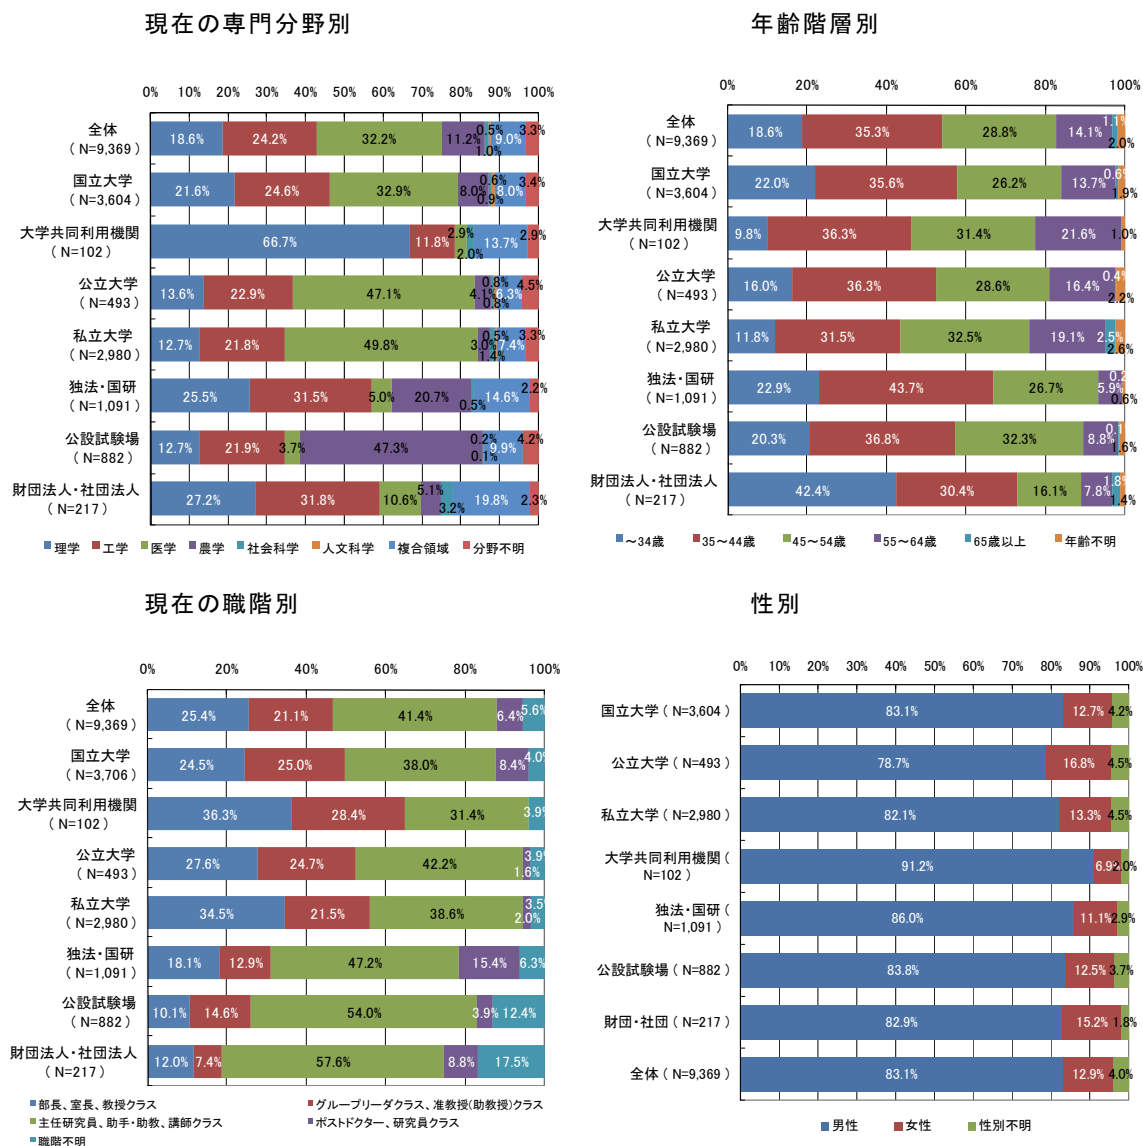 現在の専門分野別
0% 10% 20% 30% 40% 50% 60% 70% 80% 90% 100%
全体
(N=9,369)
18.6% 24.2% 32.2% 11.2% 0.5% 1.0% 9.0% 3.3%
国立大学
(N=3,604)
21.6% 24.6% 32.9% 8.0% 0.6% 0.9% 8.0% 3.4%
大学共同利用機関
(N=102)
66.7% 11.8% 2.9% 2.0% 13.7% 2.9%
公立大学
(N=493)
13.6% 22.9% 47.1% 4.1% 0.8% 0.8% 6.3% 4.5%
私立大学
(N=2,980)
12.7% 21.8% 49.8% 3.0% 0.5% 1.4% 7.4% 3.3%
独法・国研
(N=1,091)
25.5% 31.5% 5.0% 20.7% 0.5% 14.6% 2.2%
公設試験場
(N=882)
12.7% 21.9% 3.7% 47.3% 0.2% 0.1% 9.9% 4.2%
財団法人・社団法人
(N=217)
27.2% 31.8% 10.6% 5.1% 3.2% 19.8% 2.3%
理学 工学 医学 農学 社会科学 人文科学 複合領域 分野不明
年齢階層別
0% 20% 40% 60% 80% 100%
全体
(N=9,369)
18.6% 35.3% 28.8% 14.1% 1.1% 2.0%
国立大学
(N=3,604)
22.0% 35.6% 26.2% 13.7% 0.6% 1.9%
大学共同利用機関
(N=102)
9.8% 36.3% 31.4% 21.6% 1.0%
公立大学
(N=493)
16.0% 36.3% 28.6% 16.4% 0.4% 2.2%
私立大学
(N=2,980)
11.8% 31.5% 32.5% 19.1% 2.5% 2.6%
独法・国研
(N=1,091)
22.9% 43.7% 26.7% 5.9% 0.2% 0.6%
公設試験場
(N=882)
20.3% 36.8% 32.3% 8.8% 0.1% 1.6%
財団法人・社団法人
(N=217)
42.4% 30.4% 16.1% 7.8% 1.8% 1.4%
～34歳 35～44歳 45～54歳 55～64歳 65歳以上 年齢不明
現在の職階別
0% 20% 40% 60% 80% 100%
全体
(N=9,369)
25.4% 21.1% 41.4% 6.4% 5.6%
国立大学
(N=3,706)
24.5% 25.0% 38.0% 8.4% 4.0%
大学共同利用機関
(N=102)
36.3% 28.4% 31.4% 3.9%
公立大学
(N=493)
27.6% 24.7% 42.2% 1.6% 3.9%
私立大学
(N=2,980)
34.5% 21.5% 38.6% 2.0% 3.5%
独法・国研
(N=1,091)
18.1% 12.9% 47.2% 15.4% 6.3%
公設試験場
(N=882)
10.1% 14.6% 54.0% 3.9% 12.4%
財団法人・社団法人
(N=217)
12.0% 7.4% 57.6% 8.8% 17.5%
部長、室長、教授クラス グループリーダクラス、准教授(助教授)クラス
主任研究員、助手・助教、講師クラス ポストドクター、研究員クラス
職階不明
性別
0% 10% 20% 30% 40% 50% 60% 70% 80% 90% 100%
国立大学(N=3,604) 83.1% 12.7% 4.2%
公立大学(N=493) 78.7% 16.8% 4.5%
私立大学(N=2,980) 82.1% 13.3% 4.5%
大学共同利用機関(
N=102)
91.2% 6.9% 2.0%
独法・国研(
N=1,091)
86.0% 11.1% 2.9%
公設試験場(N=882) 83.8% 12.5% 3.7%
財団・社団(N=217) 82.9% 15.2% 1.8%
全体(N=9,369) 83.1% 12.9% 4.0%
男性 女性 性別不明